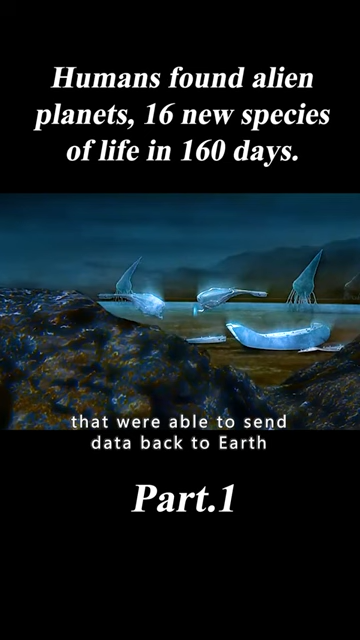 Humans found alien
planets, 16 new species
of life in 160 days.
that were able to send
data back to Earth
Part.1